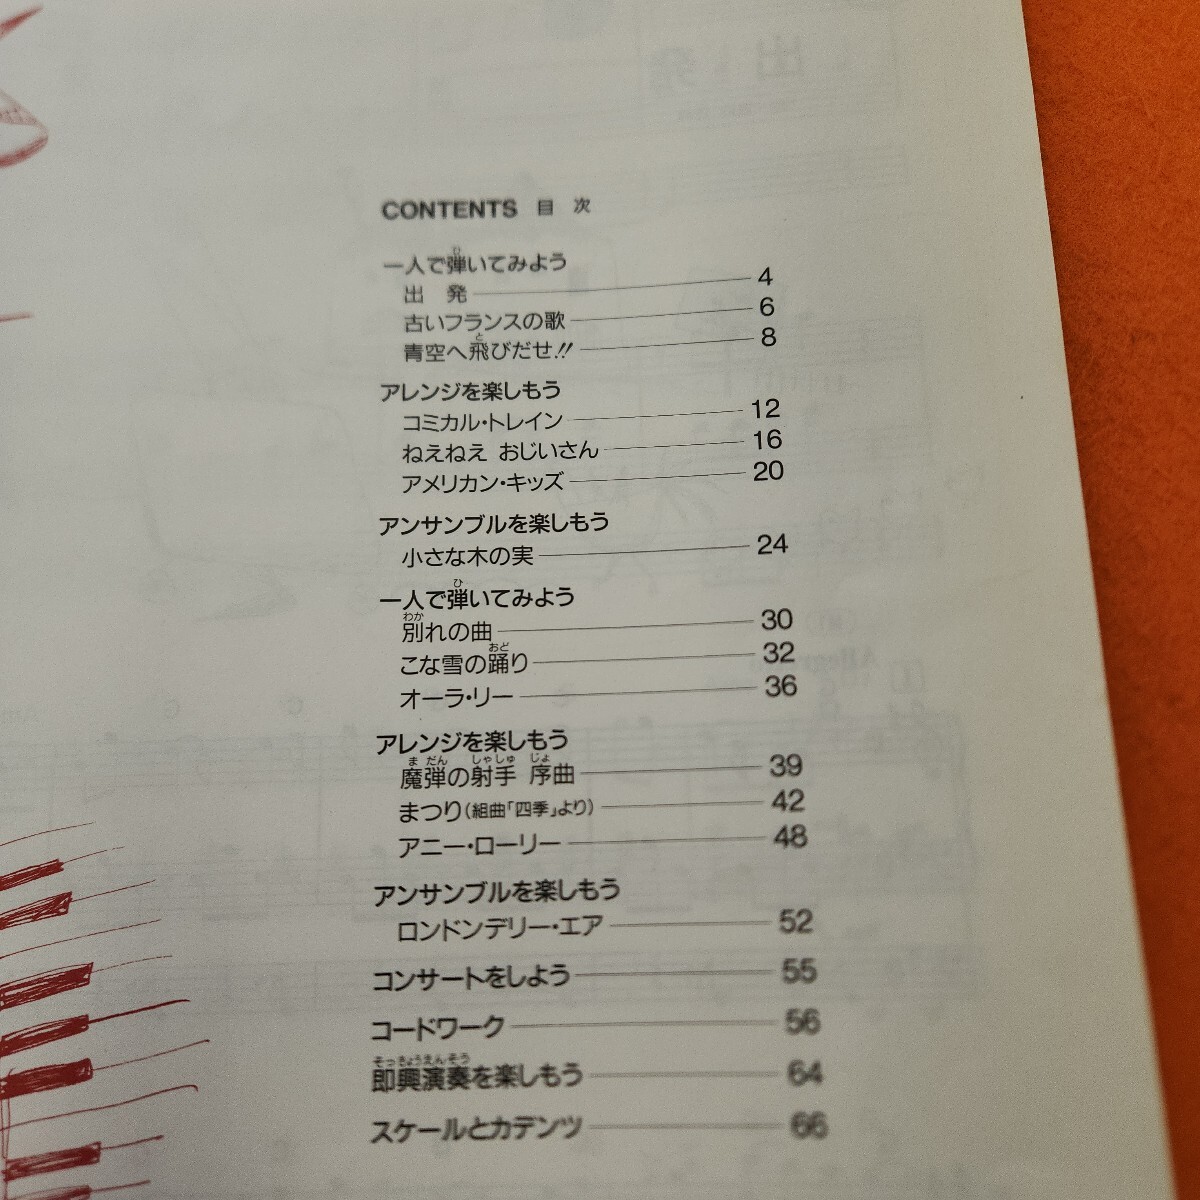 CONTENTS 目 次
一人で弾いてみよう
出 発 4
古いフランスの歌 6
青空へ飛びだせ!! 8
アレンジを楽しもう
コミカル・トレイン 12
ねえねえ おじいさん 16
アメリカン・キッズ 20
アンサンブルを楽しもう
小さな木の実 24
一人で弾いてみよう
別れの曲 30
こな雪の踊り 32
オーラ・リー 36
アレンジを楽しもう
魔弾の射手 序曲 39
まつり(組曲「四季」より) 42
アニー・ローリー 48
アンサンブルを楽しもう
ロンドンデリー・エア 52
コンサートをしよう 55
コードワーク 56
即興演奏を楽しもう 64
スケールとカデンツ 66